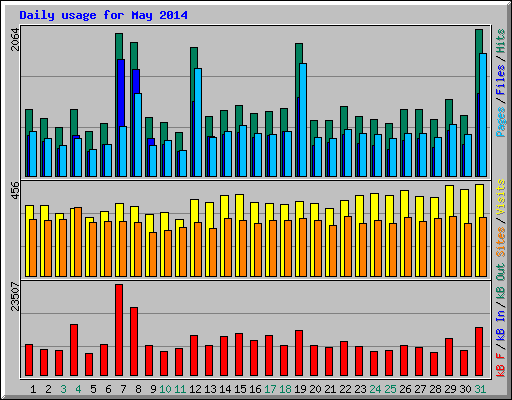 Daily usage for May 2014
2064
Pages / Files / Hits
456
Sites / Visits
23507
kB F / kB In / kB Out
1 2 3 4 5 6 7 8 9 10 11 12 13 14 15 16 17 18 19 20 21 22 23 24 25 26 27 28 29 30 31